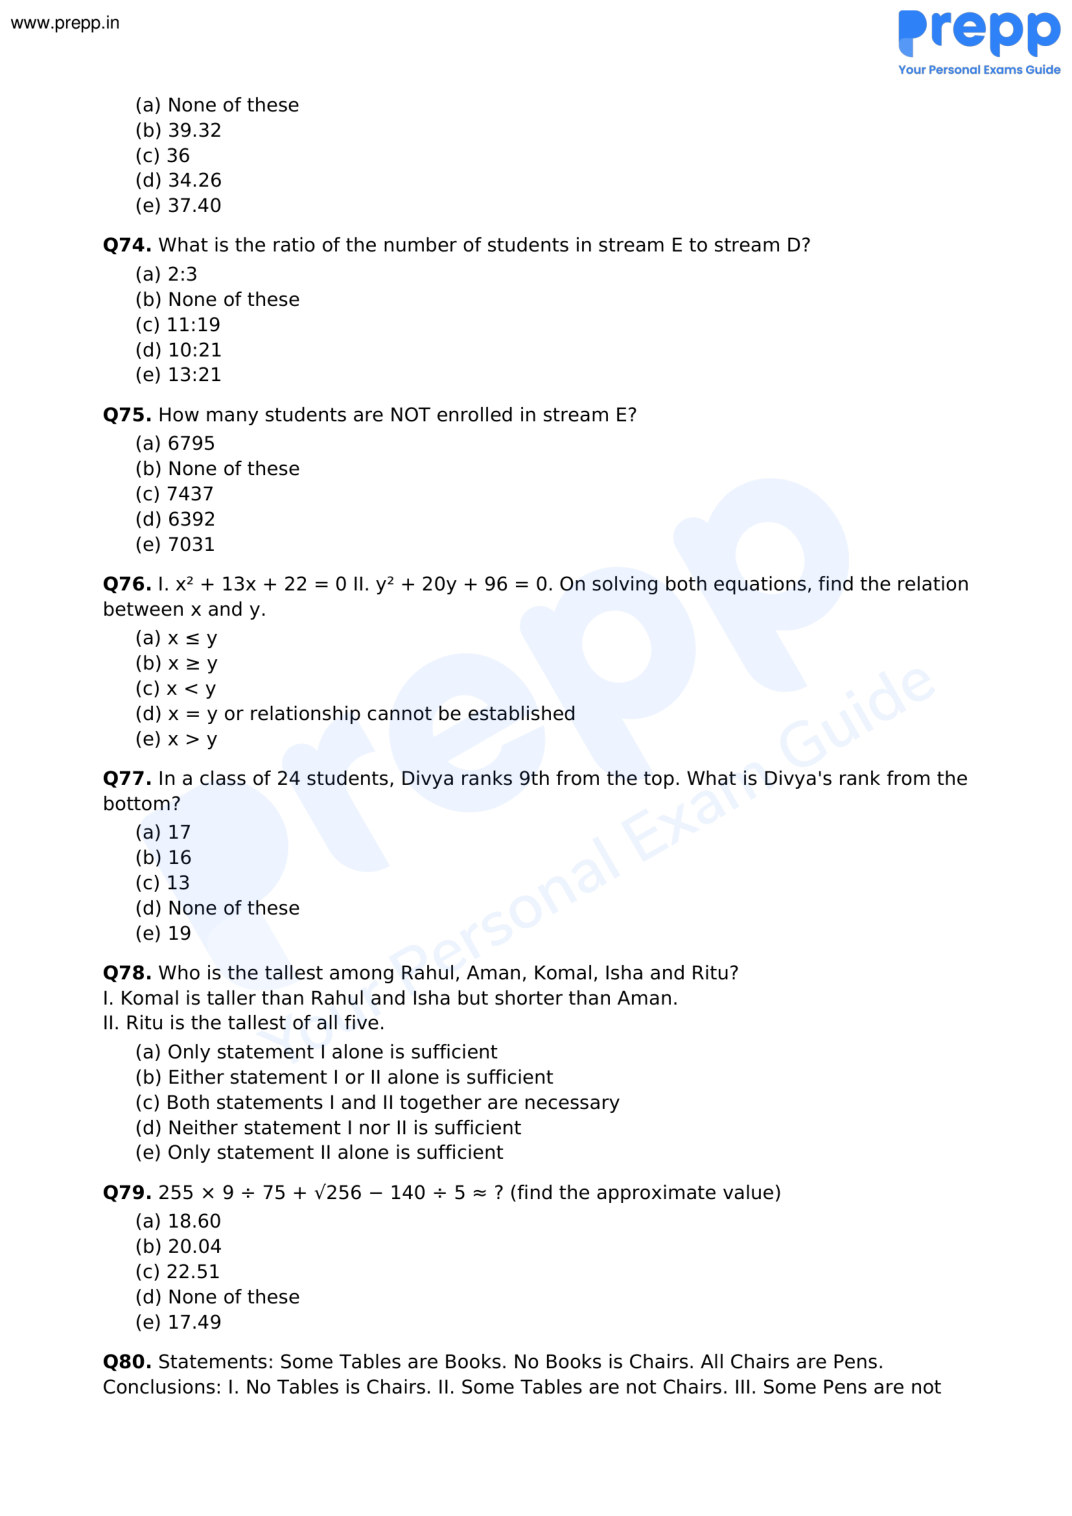 www.prepp.in
Prepp
Your Personal Exams Guide
(a) None of these
(b) 39.32
(c) 36
(d) 34.26
(e) 37.40
Q74. What is the ratio of the number of students in stream E to stream D?
(a) 2:3
(b) None of these
(c) 11:19
(d) 10:21
(e) 13:21
Q75. How many students are NOT enrolled in stream E?
(a) 6795
(b) None of these
(c) 7437
(d) 6392
(e) 7031
Q76. I. x² + 13x + 22 = 0 II. y² + 20y + 96 = 0. On solving both equations, find the relation
between x and y.
(a) x ≤ y
(b) x ≥ y
(c) x < y
(d) x = y or relationship cannot be established
(e) x > y
Q77. In a class of 24 students, Divya ranks 9th from the top. What is Divya's rank from the
bottom?
(a) 17
(b) 16
(c) 13
(d) None of these
(e) 19
Q78. Who is the tallest among Rahul, Aman, Komal, Isha and Ritu?
I. Komal is taller than Rahul and Isha but shorter than Aman.
II. Ritu is the tallest of all five.
(a) Only statement I alone is sufficient
(b) Either statement I or II alone is sufficient
(c) Both statements I and II together are necessary
(d) Neither statement I nor II is sufficient
(e) Only statement II alone is sufficient
Q79. 255 × 9 ÷ 75 + √256 − 140 ÷ 5 ≈ ? (find the approximate value)
(a) 18.60
(b) 20.04
(c) 22.51
(d) None of these
(e) 17.49
Q80. Statements: Some Tables are Books. No Books is Chairs. All Chairs are Pens.
Conclusions: I. No Tables is Chairs. II. Some Tables are not Chairs. III. Some Pens are not
prepp
Your Personal Exam Guide